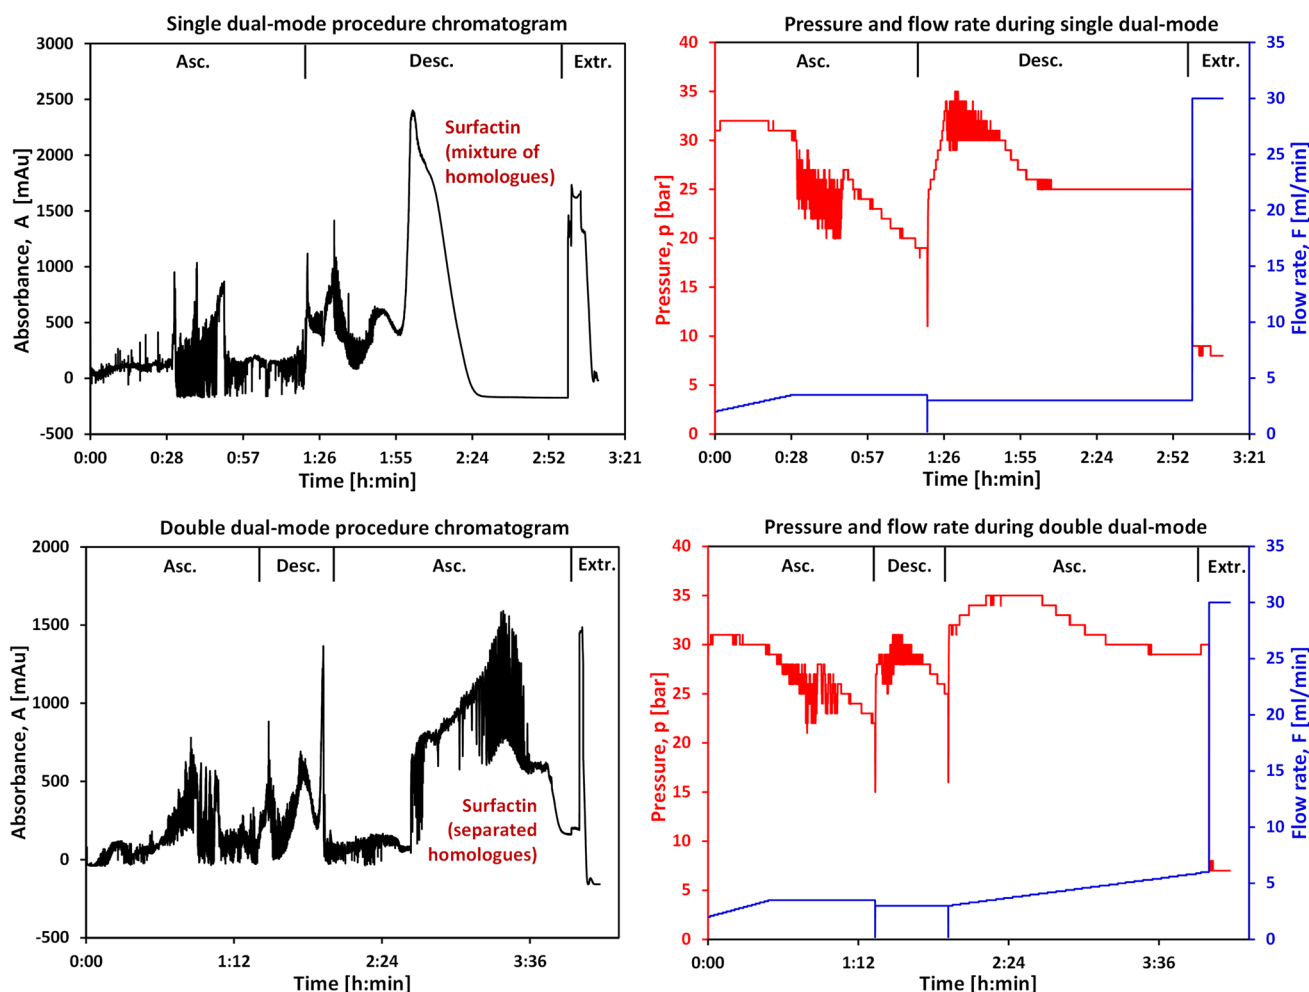 Single dual-mode procedure chromatogram
3000
2500
2000
1500
1000
500
0
-500
Absorbance, A [mAu]
Asc.
Desc.
Extr.
Surfactin
(mixture of
homologues)
0:00 0:28 0:57 1:26 1:55 2:24 2:52 3:21
Time [h:min]
Pressure and flow rate during single dual-mode
40
35
30
25
20
15
10
5
0
Pressure, p [bar]
Asc.
Desc.
Extr.
35
30
25
20
15
10
5
0
Flow rate, F [ml/min]
0:00 0:28 0:57 1:26 1:55 2:24 2:52 3:21
Time [h:min]
Double dual-mode procedure chromatogram
2000
1500
1000
500
0
-500
Absorbance, A [mAu]
Asc.
Desc.
Asc.
Extr.
Surfactin
(separated
homologues)
0:00 1:12 2:24 3:36
Time [h:min]
Pressure and flow rate during double dual-mode
40
35
30
25
20
15
10
5
0
Pressure, p [bar]
Asc.
Desc.
Asc.
Extr.
35
30
25
20
15
10
5
0
Flow rate, F [ml/min]
0:00 1:12 2:24 3:36
Time [h:min]